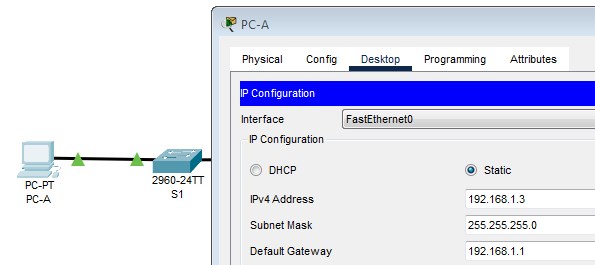 PC-A
Physical Config Desktop Programming Attributes
IP Configuration
Interface FastEthernet0
IP Configuration
DHCP Static
IPv4 Address 192.168.1.3
Subnet Mask 255.255.255.0
Default Gateway 192.168.1.1
PC-PT
PC-A
2960-24TT
S1